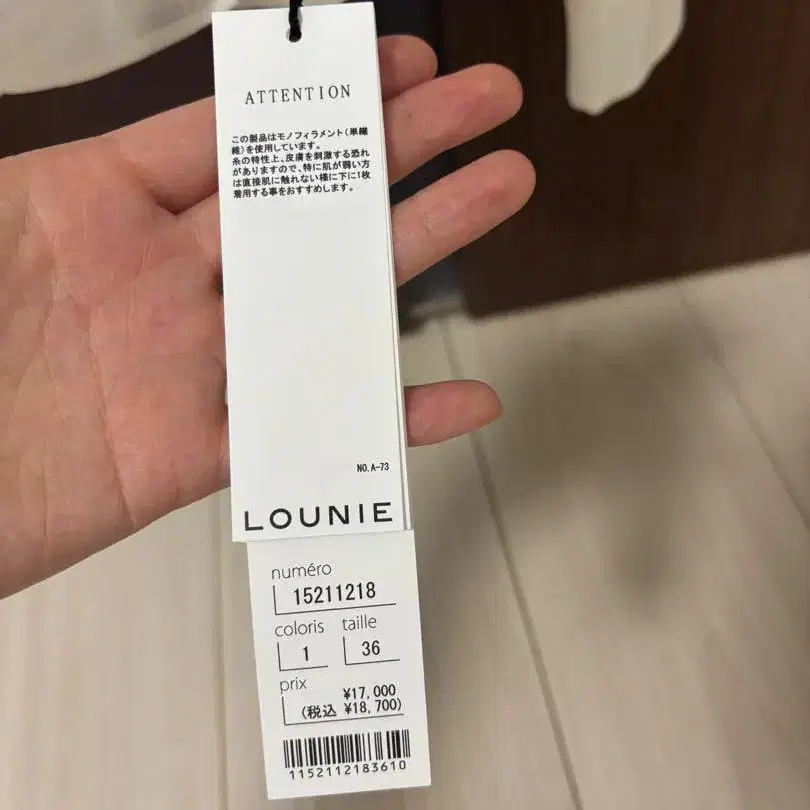 ATTENTION
この製品はモノフィラメント(単繊
維)を使用しています。
糸の特性上、皮膚を刺激する恐れ
がありますので、特に肌が弱い方
は直接肌に触れない様に下に1枚
着用する事をおすすめします。
NO.A-73
LOUNIE
numéro
15211218
coloris taille
1 36
prix
¥17,000
(税込 ¥18,700)
1152112183610